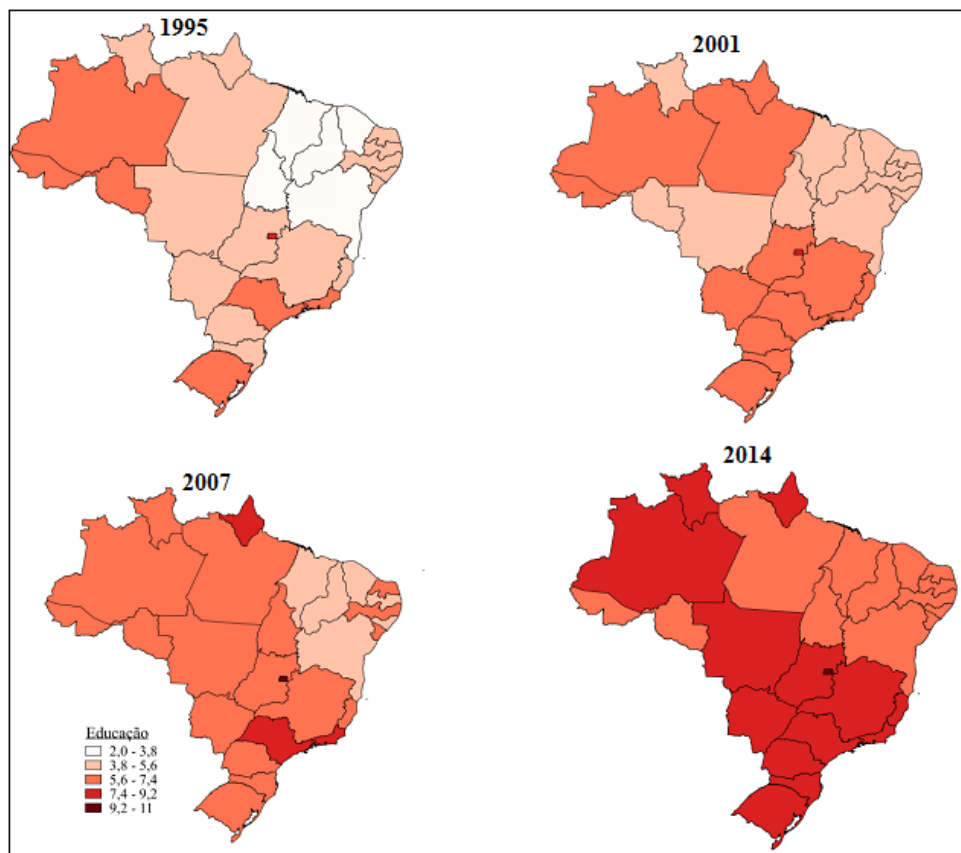 1995
2001
2007
2014
Educação
2,0 - 3,8
3,8 - 5,6
5,6 - 7,4
7,4 - 9,2
9,2 - 11